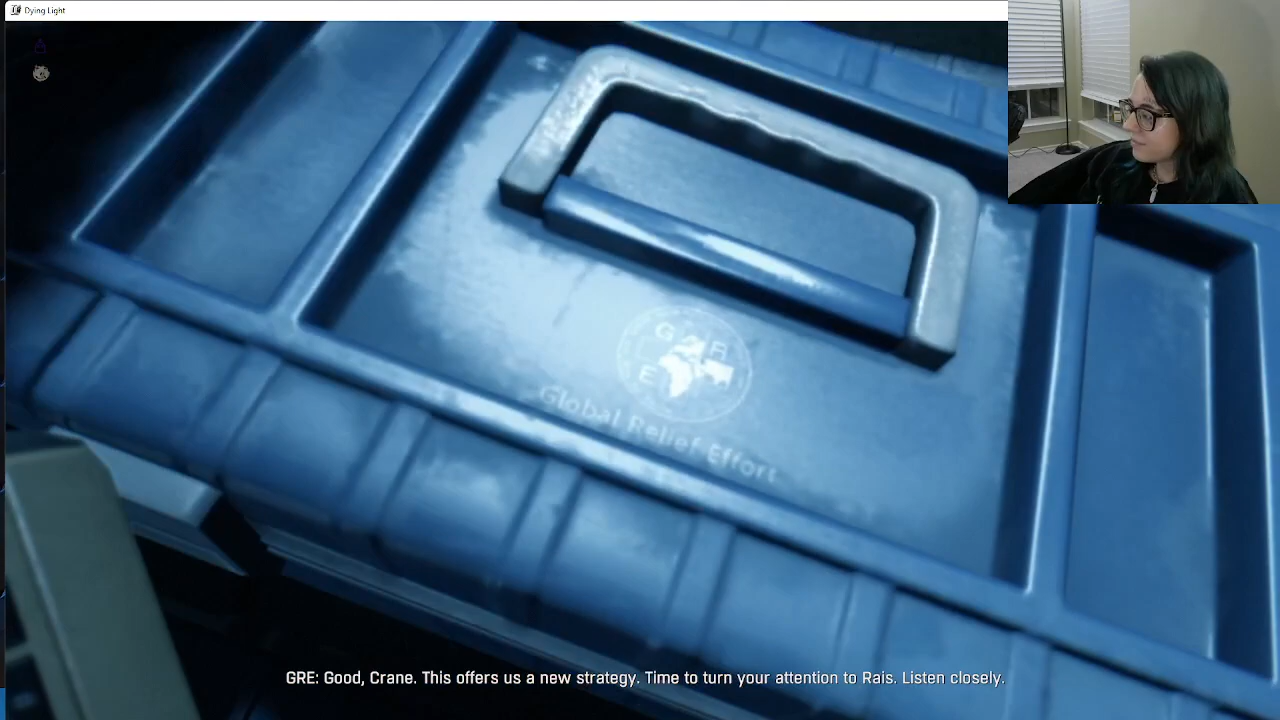 Dying Light
G R
E
Global Relief Effort
GRE: Good, Crane. This offers us a new strategy. Time to turn your attention to Rais. Listen closely.